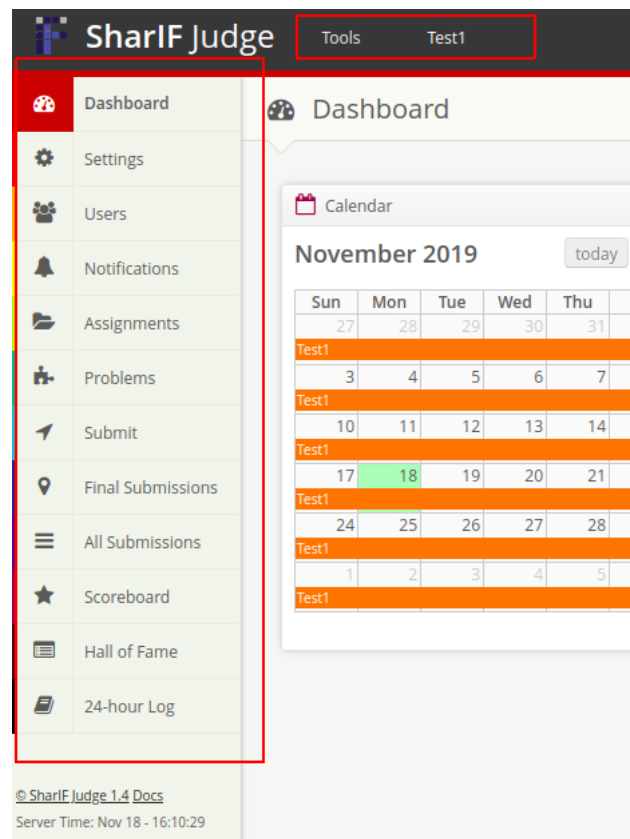 SharIF Judge Tools Test1
Dashboard
Settings
Users
Notifications
Assignments
Problems
Submit
Final Submissions
All Submissions
Scoreboard
Hall of Fame
24-hour Log
© SharIF Judge 1.4 Docs
Server Time: Nov 18 - 16:10:29
Dashboard
Calendar
November 2019 today
Sun Mon Tue Wed Thu
27 28 29 30 31
Test1
3 4 5 6 7
Test1
10 11 12 13 14
Test1
17 18 19 20 21
Test1
24 25 26 27 28
Test1
1 2 3 4 5
Test1